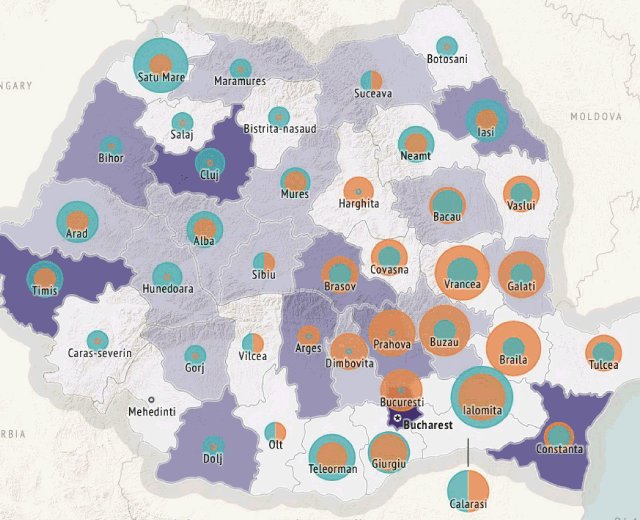 Botosani
Satu Mare
Maramures
Suceava
NGARY
MOLDOVA
Salaj
Bistrita-nasaud
Iasi
Bihor
Cluj
Neamt
Mures
Harghita
Vaslui
Bacau
Arad
Alba
Timis
Hunedoara
Sibiu
Covasna
Brasov
Vrancea
Galati
Caras-severin
Gorj
Vilcea
Arges
Dimbovita
Prahova
Buzau
Braila
Tulcea
Mehedinti
Bucuresti
Ialomita
Bucharest
RBIA
Dolj
Olt
Teleorman
Giurgiu
Constanta
Calarasi